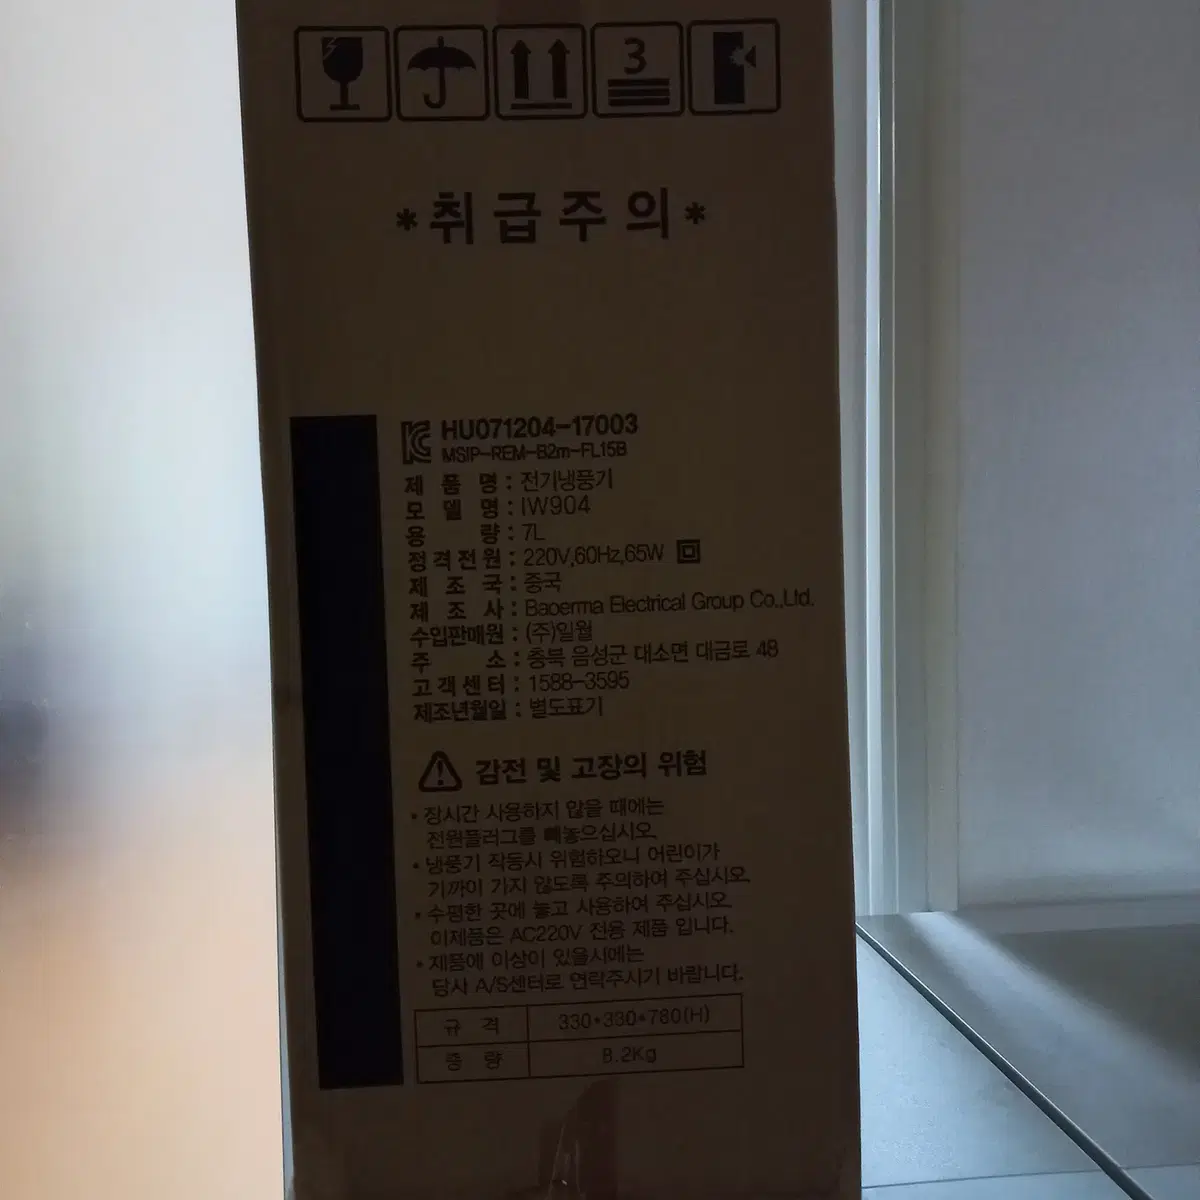 3
*취급주의*
HU071204-17003
MSIP-REM-B2m-FL15B
제 품 명 : 전기냉풍기
모 델 명 : IW904
용 량 : 7L
정격전원 : 220V,60Hz,65W
제 조 국 : 중국
제 조 사 : Baoerma Electrical Group Co.,Ltd.
수입판매원 : (주)일월
주 소 : 충북 음성군 대소면 대금로 48
고객센터 : 1588-3595
제조년월일 : 별도표기
감전 및 고장의 위험
• 장시간 사용하지 않을 때에는
전원플러그를 빼놓으십시오.
• 냉풍기 작동시 위험하오니 어린이가
가까이 가지 않도록 주의하여 주십시오.
• 수평한 곳에 놓고 사용하여 주십시오.
이제품은 AC220V 전용 제품 입니다.
• 제품에 이상이 있을시에는
당사 A/S센터로 연락주시기 바랍니다.
규 격 330*330*780(H)
중 량 8.2Kg